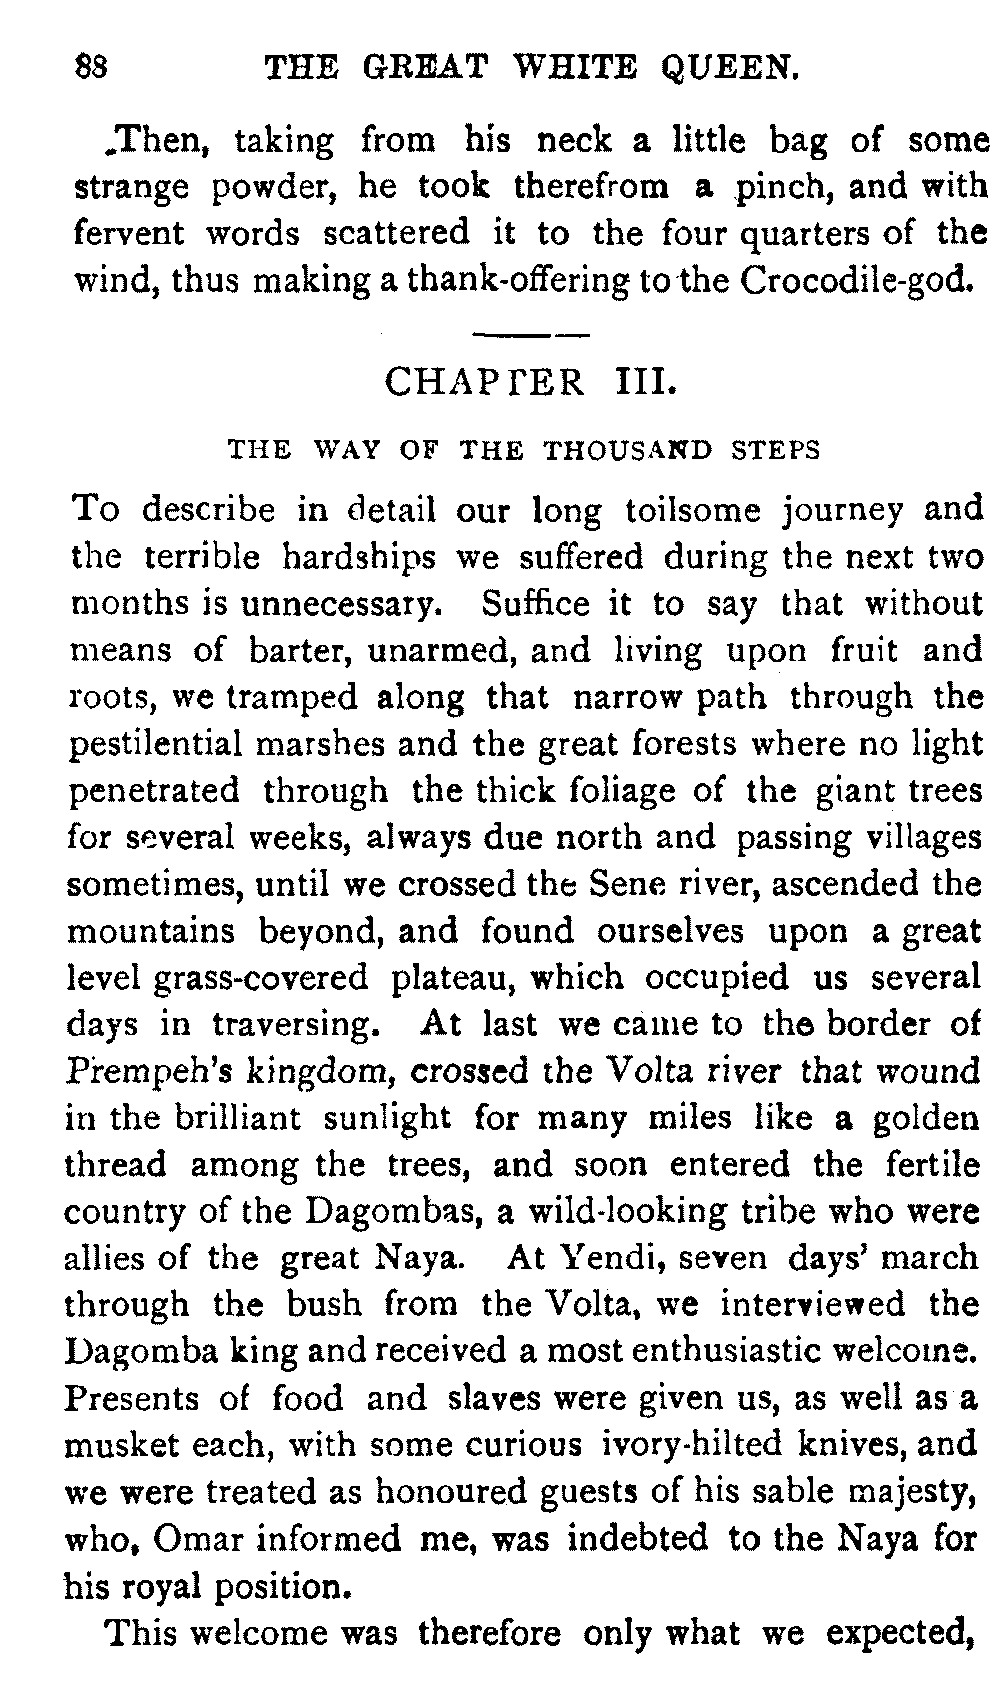 88 THE GREAT WHITE QUEEN.
Then, taking from his neck a little bag of some
strange powder, he took therefrom a pinch, and with
fervent words scattered it to the four quarters of the
wind, thus making a thank-offering to the Crocodile-god.
CHAPTER III.
THE WAY OF THE THOUSAND STEPS
To describe in detail our long toilsome journey and
the terrible hardships we suffered during the next two
months is unnecessary. Suffice it to say that without
means of barter, unarmed, and living upon fruit and
roots, we tramped along that narrow path through the
pestilential marshes and the great forests where no light
penetrated through the thick foliage of the giant trees
for several weeks, always due north and passing villages
sometimes, until we crossed the Sene river, ascended the
mountains beyond, and found ourselves upon a great
level grass-covered plateau, which occupied us several
days in traversing. At last we came to the border of
Prempeh's kingdom, crossed the Volta river that wound
in the brilliant sunlight for many miles like a golden
thread among the trees, and soon entered the fertile
country of the Dagombas, a wild-looking tribe who were
allies of the great Naya. At Yendi, seven days' march
through the bush from the Volta, we interviewed the
Dagomba king and received a most enthusiastic welcome.
Presents of food and slaves were given us, as well as a
musket each, with some curious ivory-hilted knives, and
we were treated as honoured guests of his sable majesty,
who, Omar informed me, was indebted to the Naya for
his royal position.
This welcome was therefore only what we expected,